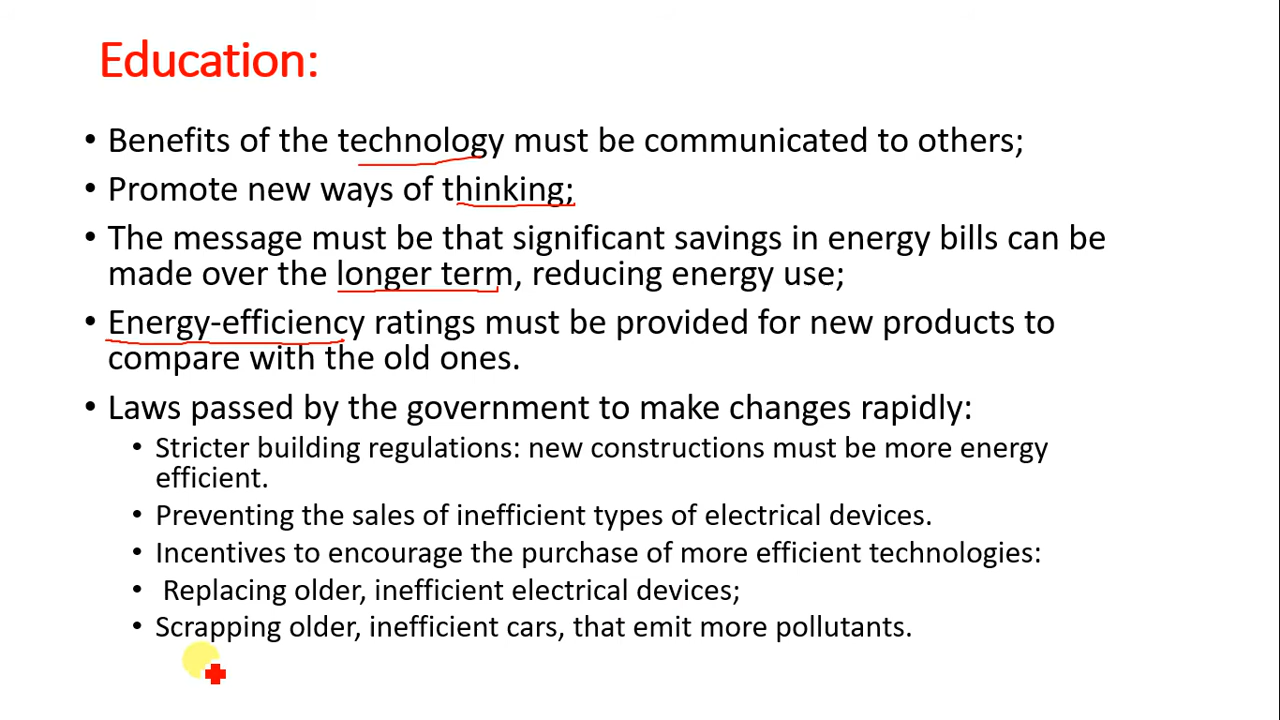 Education:
• Benefits of the technology must be communicated to others;
• Promote new ways of thinking;
• The message must be that significant savings in energy bills can be
made over the longer term, reducing energy use;
• Energy-efficiency ratings must be provided for new products to
compare with the old ones.
• Laws passed by the government to make changes rapidly:
• Stricter building regulations: new constructions must be more energy
efficient.
• Preventing the sales of inefficient types of electrical devices.
• Incentives to encourage the purchase of more efficient technologies:
• Replacing older, inefficient electrical devices;
• Scrapping older, inefficient cars, that emit more pollutants.